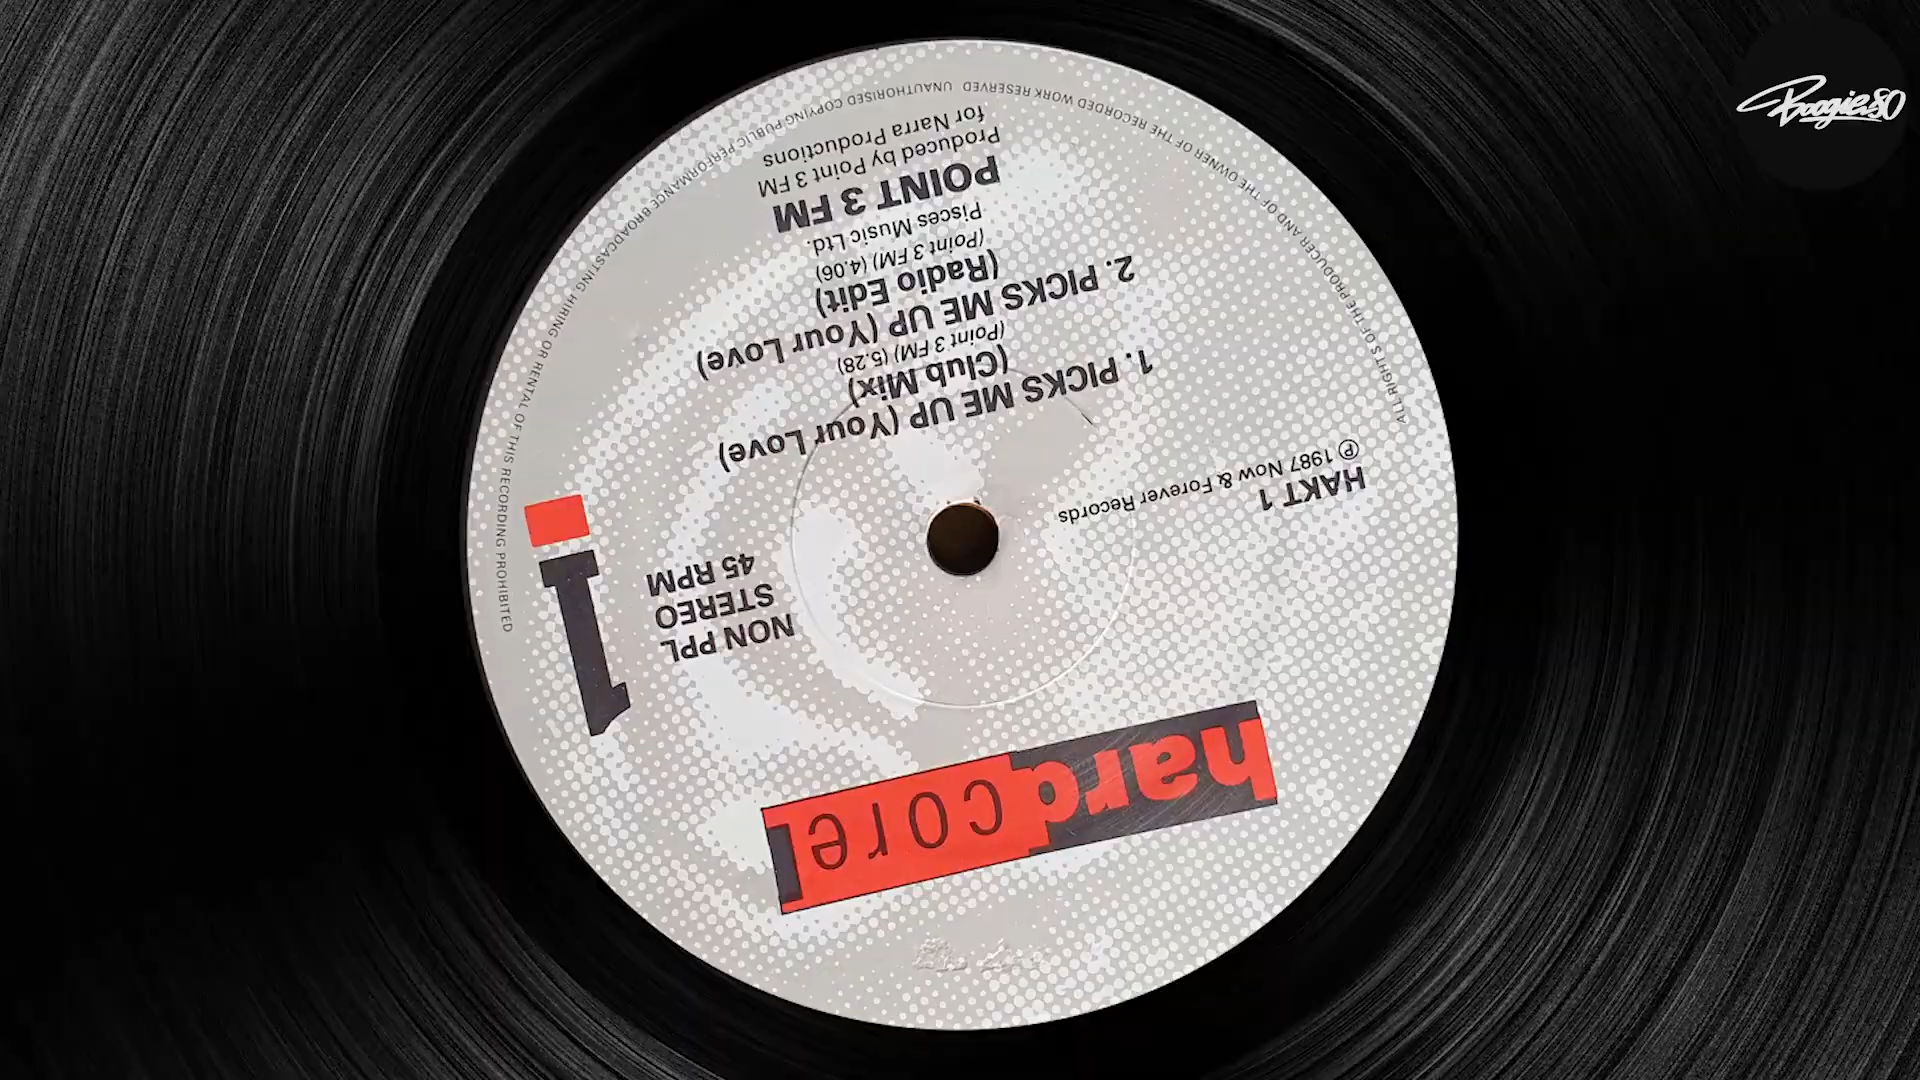 Boogie80
hardcore
NON PPL
STEREO
45 RPM
1
HAKT 1
℗ 1987 Now & Forever Records
1. PICKS ME UP (Your Love)
(Club Mix)
(Point 3 FM) (5.28)
2. PICKS ME UP (Your Love)
(Radio Edit)
(Point 3 FM) (4.06)
Pisces Music Ltd.
POINT 3 FM
Produced by Point 3 FM
for Narra Productions
ALL RIGHTS OF THE PRODUCER AND OF THE OWNER OF THE RECORDED WORK RESERVED UNAUTHORISED COPYING PUBLIC PERFORMANCE BROADCASTING HIRING OR RENTAL OF THIS RECORDING PROHIBITED